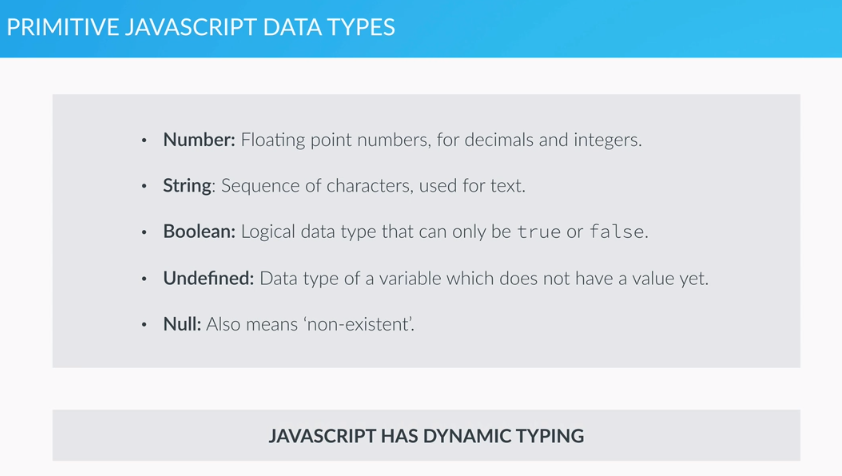 PRIMITIVE JAVASCRIPT DATA TYPES
• Number: Floating point numbers, for decimals and integers.
• String: Sequence of characters, used for text.
• Boolean: Logical data type that can only be true or false.
• Undefined: Data type of a variable which does not have a value yet.
• Null: Also means ‘non-existent’.
JAVASCRIPT HAS DYNAMIC TYPING